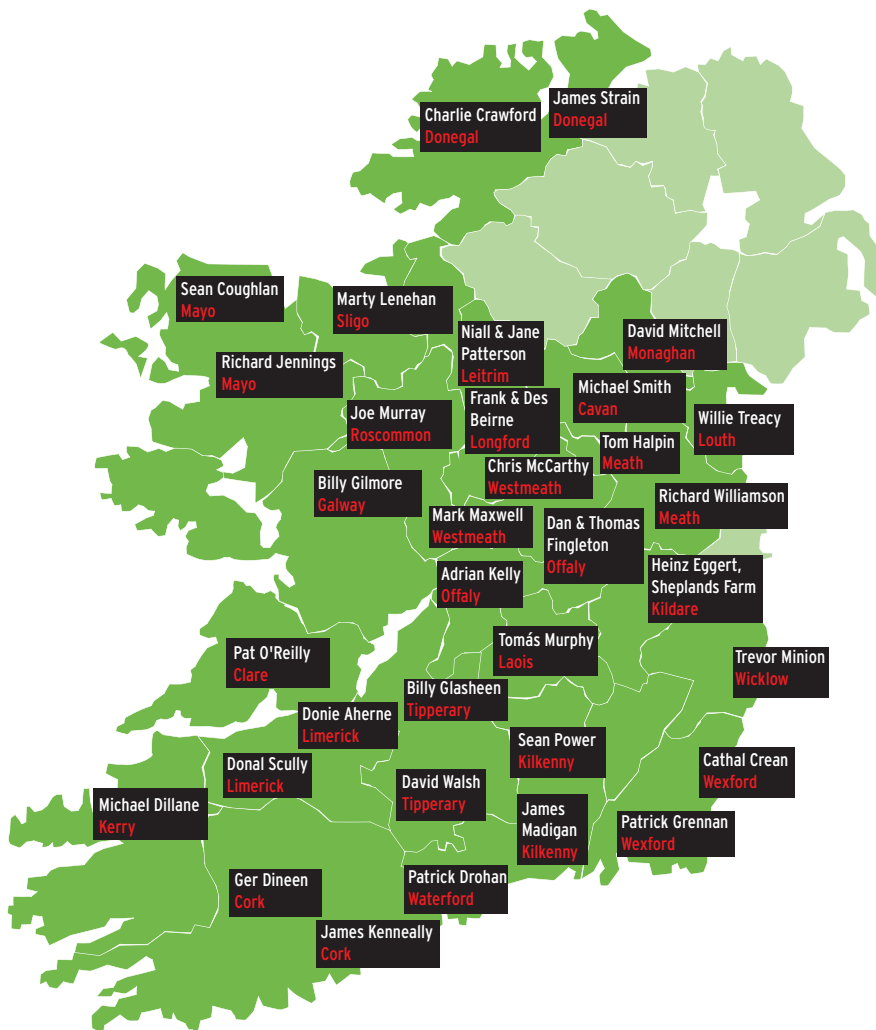 Charlie Crawford
Donegal
James Strain
Donegal
Sean Coughlan
Mayo
Marty Lenehan
Sligo
Niall & Jane
Patterson
Leitrim
David Mitchell
Monaghan
Richard Jennings
Mayo
Michael Smith
Cavan
Joe Murray
Roscommon
Frank & Des
Beirne
Longford
Willie Treacy
Louth
Tom Halpin
Meath
Chris McCarthy
Westmeath
Billy Gilmore
Galway
Richard Williamson
Meath
Mark Maxwell
Westmeath
Dan & Thomas
Fingleton
Offaly
Heinz Eggert,
Sheplands Farm
Kildare
Adrian Kelly
Offaly
Tomás Murphy
Laois
Pat O'Reilly
Clare
Trevor Minion
Wicklow
Billy Glasheen
Tipperary
Donie Aherne
Limerick
Sean Power
Kilkenny
Donal Scully
Limerick
Cathal Crean
Wexford
David Walsh
Tipperary
Michael Dillane
Kerry
James
Madigan
Kilkenny
Patrick Grennan
Wexford
Ger Dineen
Cork
Patrick Drohan
Waterford
James Kenneally
Cork